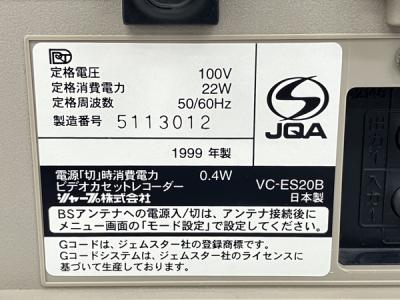 定格電圧 100V
定格消費電力 22W
定格周波数 50/60Hz
製造番号 5113012
JQA
1999 年製
電源「切」時消費電力 0.4W
ビデオカセットレコーダー VC-ES20B
シャープ株式会社 日本製
BSアンテナへの電源入/切は、アンテナ接続後に
メニュー画面の「モード設定」で設定してください。
Gコードは、ジェムスター社の登録商標です。
Gコードシステムは、ジェムスター社のライセンスに
基づいて生産しております。